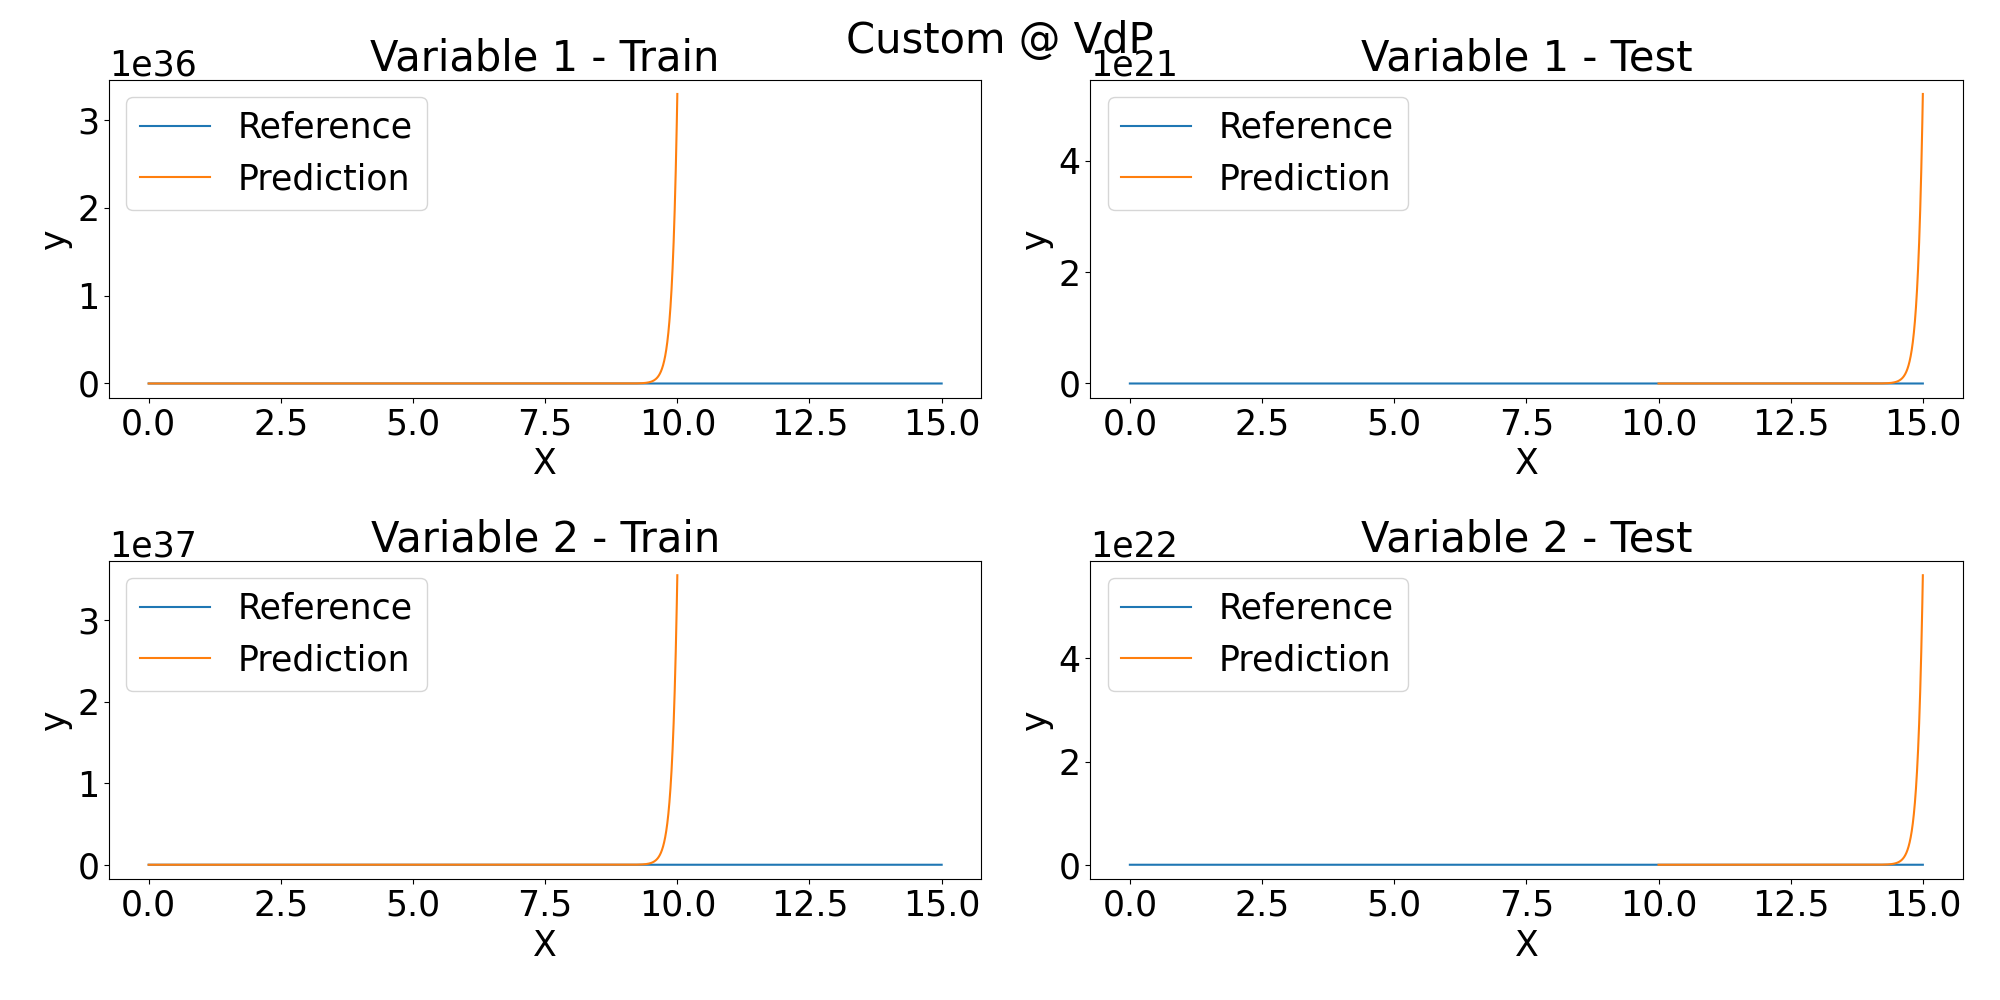 Custom @ VdP
Variable 1 - Train
1e36
y
3
2
1
0
Reference
Prediction
0.0 2.5 5.0 7.5 10.0 12.5 15.0
X
Variable 1 - Test
1e21
y
4
2
0
Reference
Prediction
0.0 2.5 5.0 7.5 10.0 12.5 15.0
X
Variable 2 - Train
1e37
y
3
2
1
0
Reference
Prediction
0.0 2.5 5.0 7.5 10.0 12.5 15.0
X
Variable 2 - Test
1e22
y
4
2
0
Reference
Prediction
0.0 2.5 5.0 7.5 10.0 12.5 15.0
X